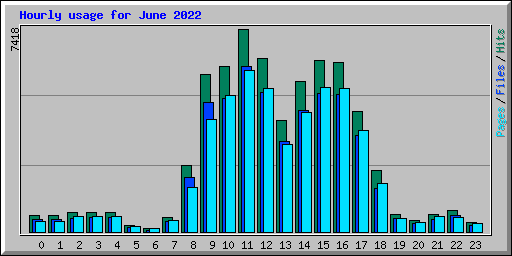 Hourly usage for June 2022
7418
Pages/Files/Hits
0 1 2 3 4 5 6 7 8 9 10 11 12 13 14 15 16 17 18 19 20 21 22 23